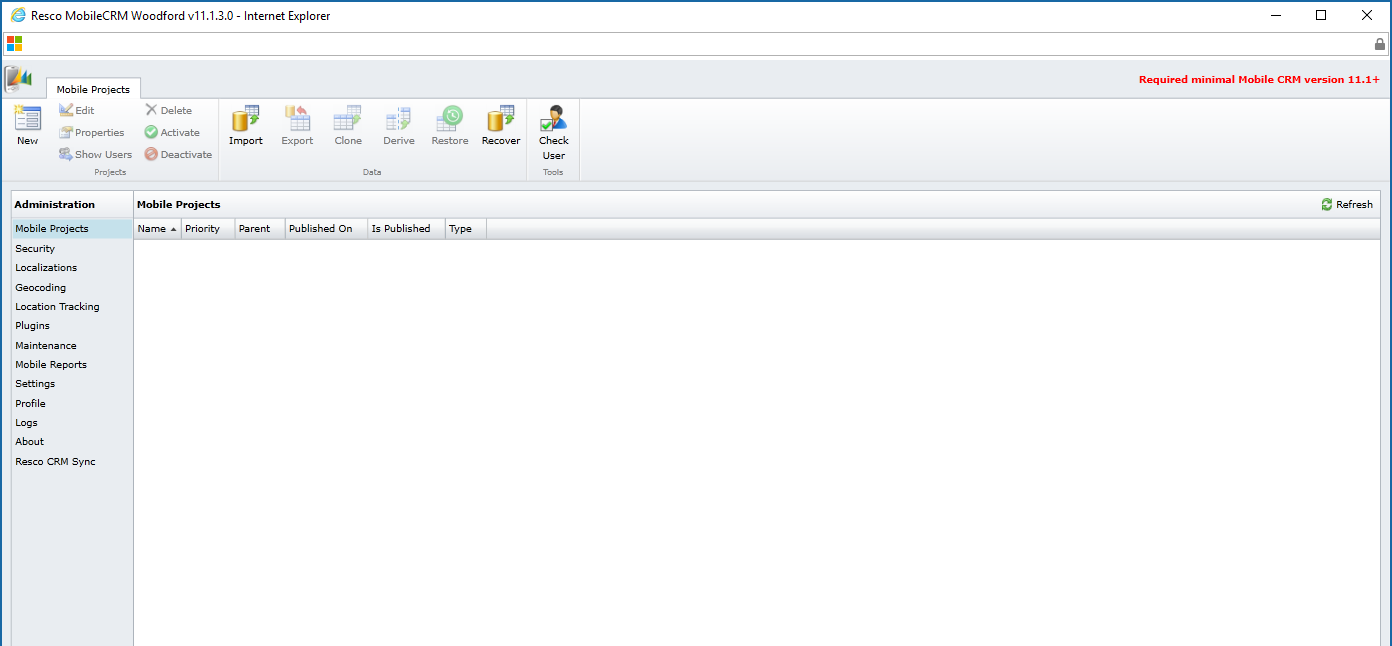 Resco MobileCRM Woodford v11.1.3.0 - Internet Explorer
Mobile Projects
Required minimal Mobile CRM version 11.1+
New
Edit
Properties
Show Users
Delete
Activate
Deactivate
Projects
Import
Export
Clone
Derive
Restore
Recover
Data
Check
User
Tools
Administration
Mobile Projects
Security
Localizations
Geocoding
Location Tracking
Plugins
Maintenance
Mobile Reports
Settings
Profile
Logs
About
Resco CRM Sync
Mobile Projects
Refresh
Name Priority Parent Published On Is Published Type